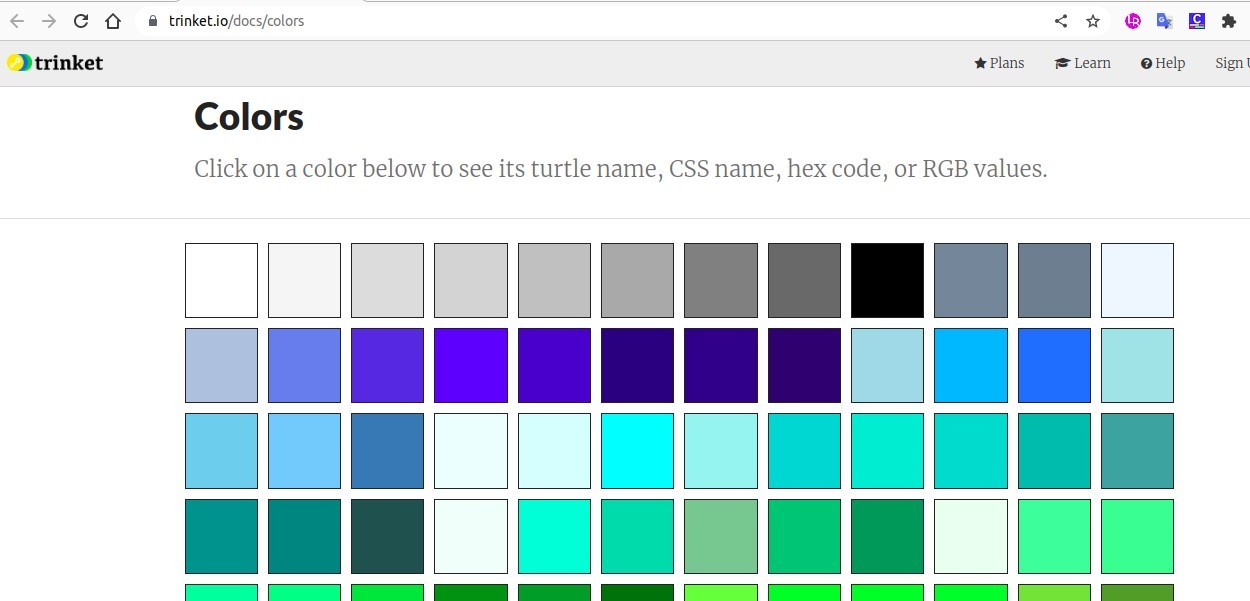 trinket.io/docs/colors
trinket
Plans
Learn
Help
Sign
Colors
Click on a color below to see its turtle name, CSS name, hex code, or RGB values.